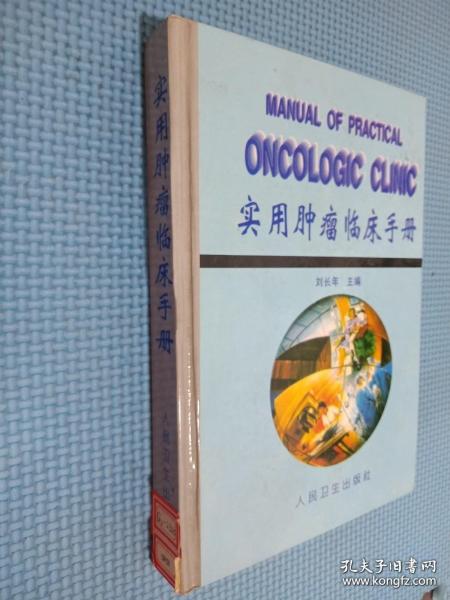 MANUAL OF PRACTICAL
ONCOLOGIC CLINIC
实用肿瘤临床手册
刘长年 主编
人民卫生出版社
实用肿瘤临床手册
人民卫生出
孔夫子旧书网
www.kongfz.com